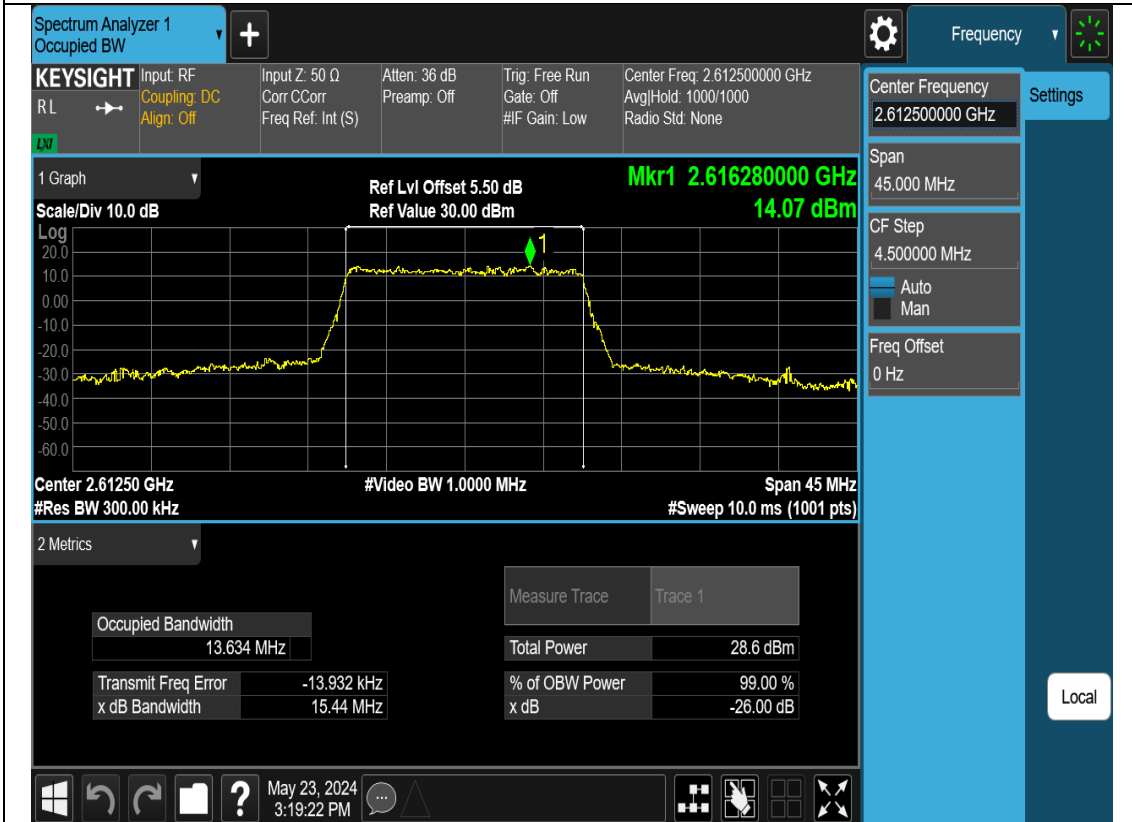 Spectrum Analyzer 1
Occupied BW
Frequency
KEYSIGHT
RL
LXI
Input: RF
Coupling: DC
Align: Off
Input Z: 50 Ω
Corr CCorr
Freq Ref: Int (S)
Atten: 36 dB
Preamp: Off
Trig: Free Run
Gate: Off
#IF Gain: Low
Center Freq: 2.612500000 GHz
Avg|Hold: 1000/1000
Radio Std: None
Center Frequency
2.612500000 GHz
Settings
Span
45.000 MHz
CF Step
4.500000 MHz
Auto
Man
Freq Offset
0 Hz
Local
1 Graph
Scale/Div 10.0 dB
Ref Lvl Offset 5.50 dB
Ref Value 30.00 dBm
Mkr1 2.616280000 GHz
14.07 dBm
Log
20.0
10.0
0.00
-10.0
-20.0
-30.0
-40.0
-50.0
-60.0
1
Center 2.61250 GHz
#Video BW 1.0000 MHz
Span 45 MHz
#Res BW 300.00 kHz
#Sweep 10.0 ms (1001 pts)
2 Metrics
Measure Trace Trace 1
Occupied Bandwidth
13.634 MHz
Total Power 28.6 dBm
Transmit Freq Error -13.932 kHz
% of OBW Power 99.00 %
x dB Bandwidth 15.44 MHz
x dB -26.00 dB
?
May 23, 2024
3:19:22 PM